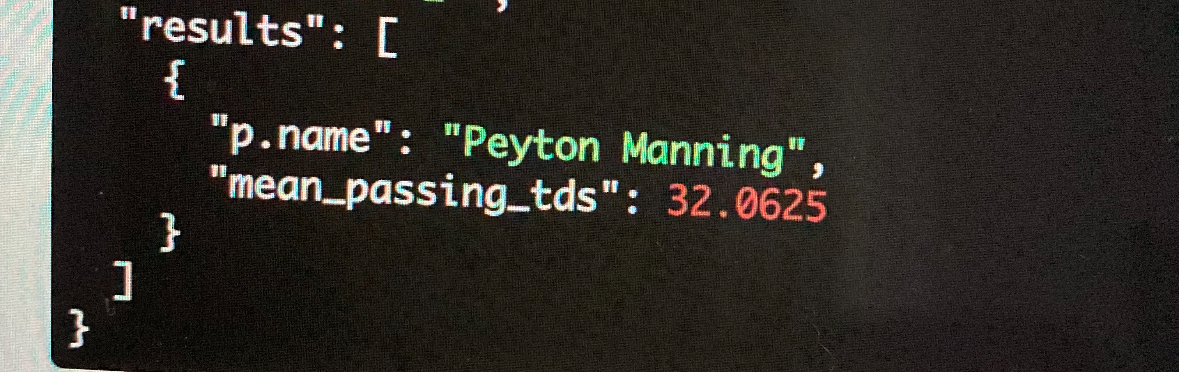 "results": [
{
"p.name": "Peyton Manning",
"mean_passing_tds": 32.0625
}
]
}